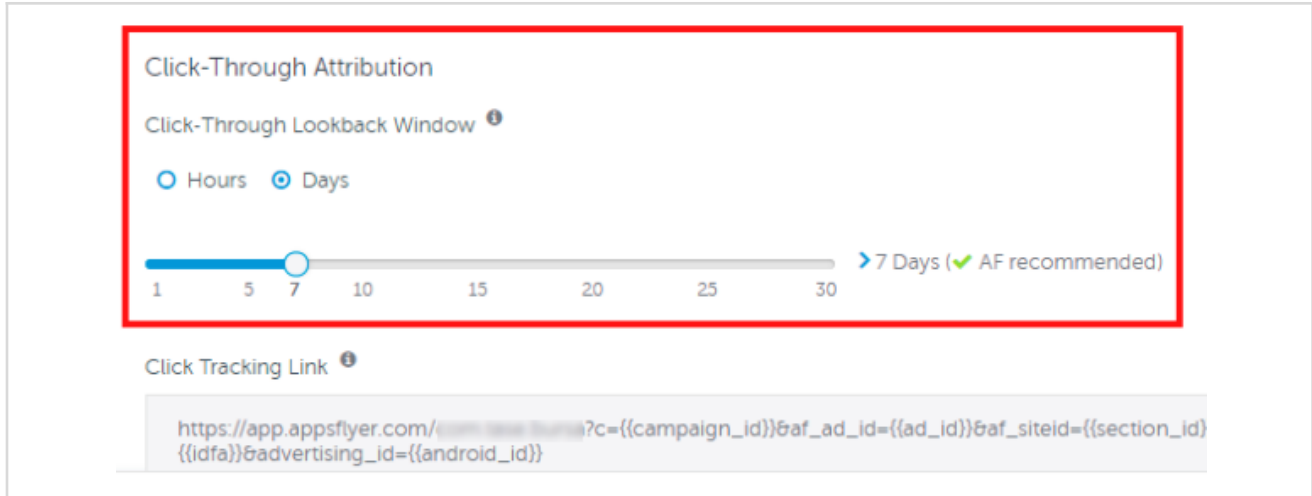 Click-Through Attribution
Click-Through Lookback Window
Hours Days
> 7 Days (✔ AF recommended)
1 5 7 10 15 20 25 30
Click Tracking Link
https://app.appsflyer.com/ ?c={{campaign_id}}&af_ad_id={{ad_id}}&af_siteid={{section_id}
{{idfa}}&advertising_id={{android_id}}